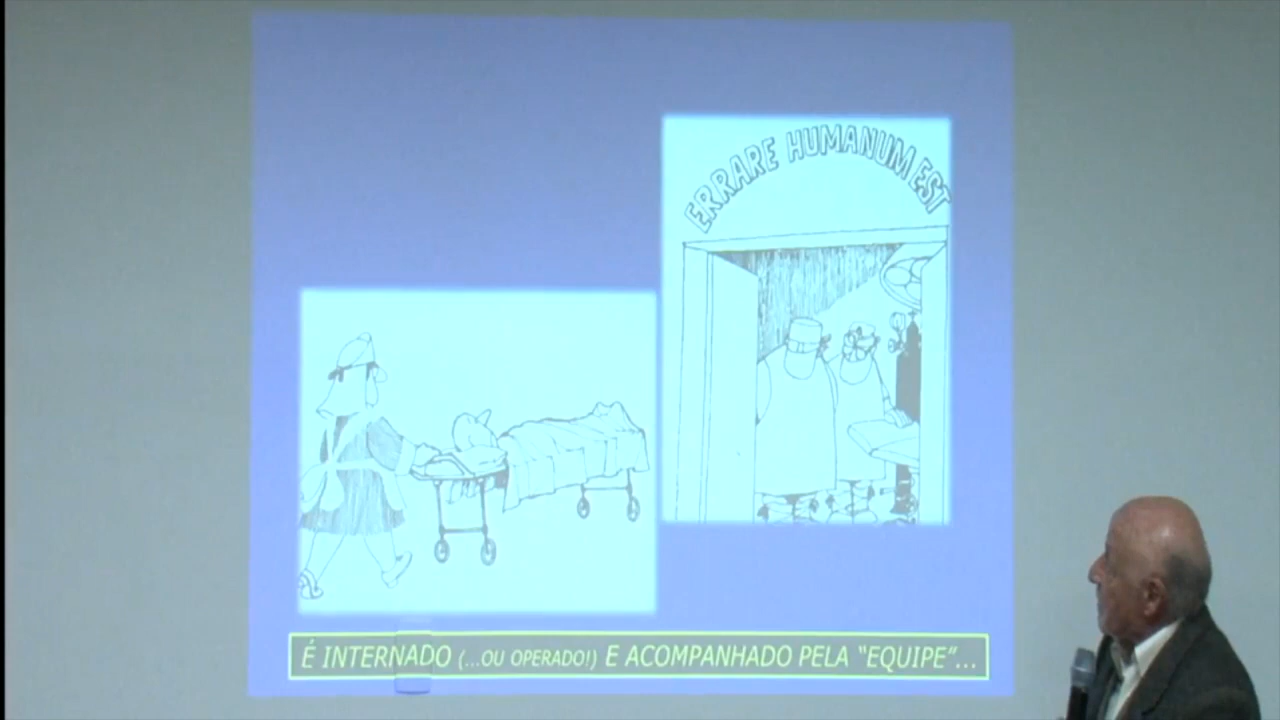 ERRARE HUMANUM EST
É INTERNADO (...OU OPERADO!) E ACOMPANHADO PELA “EQUIPE”...